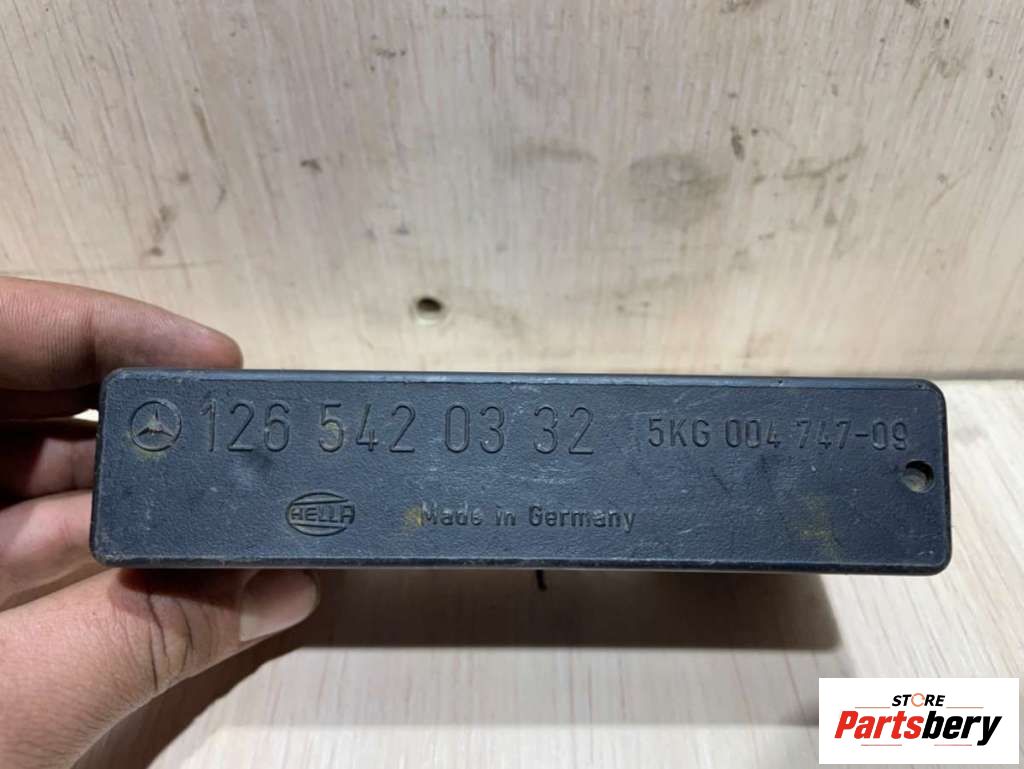 126 542 03 32 5KG 004 747-09
HELLA Made in Germany
STORE
Partsbery